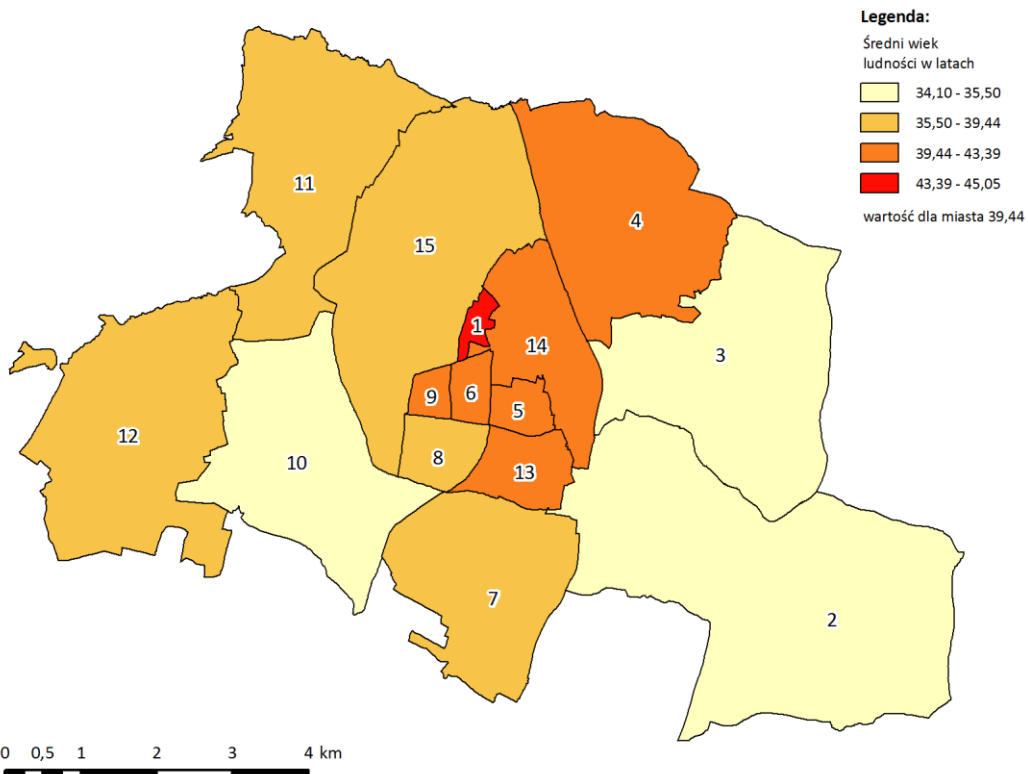 Legenda:
Średni wiek
ludności w latach
34,10 - 35,50
35,50 - 39,44
39,44 - 43,39
43,39 - 45,05
wartość dla miasta 39,44
11
4
15
1
14
3
9
6
5
12
8
10
13
7
2
0 0,5 1 2 3 4 km